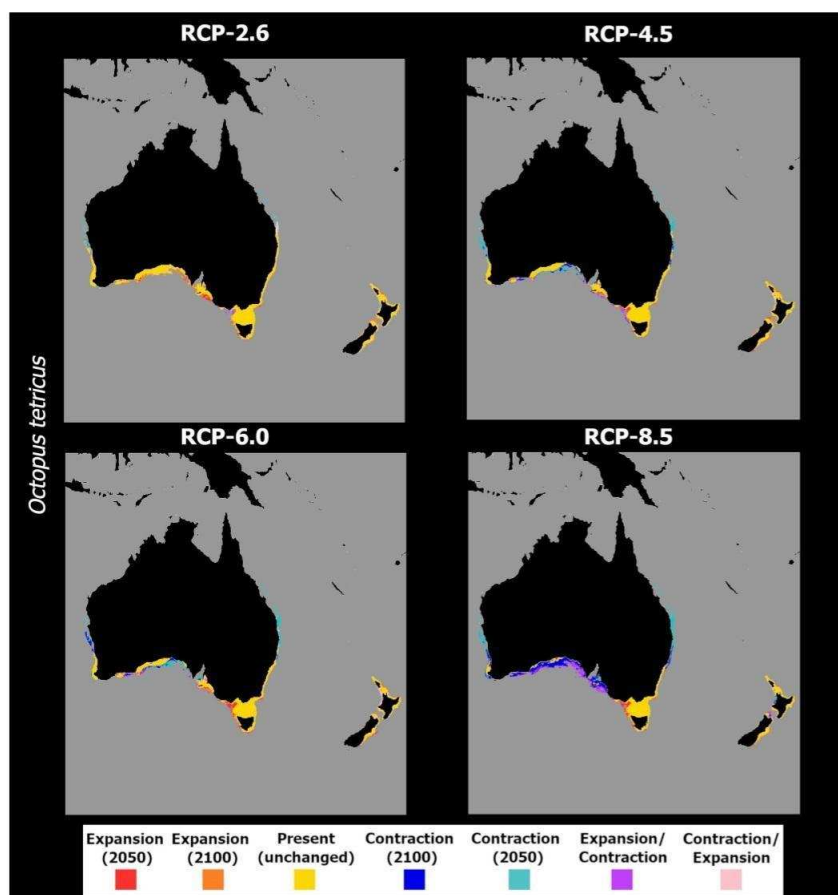 RCP-2.6
RCP-4.5
Octopus tetricus
RCP-6.0
RCP-8.5
Expansion (2050)
Expansion (2100)
Present (unchanged)
Contraction (2100)
Contraction (2050)
Expansion/ Contraction
Contraction/ Expansion